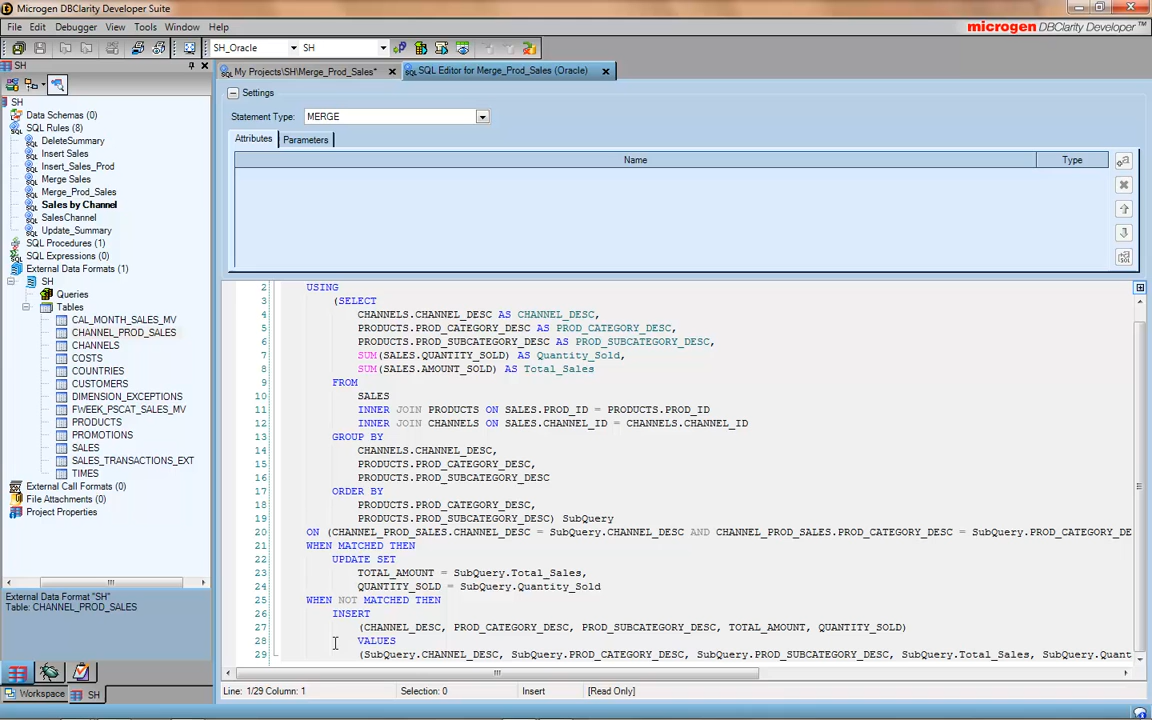 Microgen DBClarity Developer Suite
File Edit Debugger View Tools Window Help
microgen DBClarity Developer
SH_Oracle SH
SH
My Projects\SH\Merge_Prod_Sales*
SQL Editor for Merge_Prod_Sales (Oracle)
SH
Data Schemas (0)
SQL Rules (8)
DeleteSummary
Insert Sales
Insert_Sales_Prod
Merge Sales
Merge_Prod_Sales
Sales by Channel
SalesChannel
Update_Summary
SQL Procedures (1)
SQL Expressions (0)
External Data Formats (1)
SH
Queries
Tables
CAL_MONTH_SALES_MV
CHANNEL_PROD_SALES
CHANNELS
COSTS
COUNTRIES
CUSTOMERS
DIMENSION_EXCEPTIONS
FWEEK_PSCAT_SALES_MV
PRODUCTS
PROMOTIONS
SALES
SALES_TRANSACTIONS_EXT
TIMES
External Call Formats (0)
File Attachments (0)
Project Properties
External Data Format "SH"
Table: CHANNEL_PROD_SALES
Workspace SH
Settings
Statement Type: MERGE
Attributes Parameters
Name Type
2 USING
3 (SELECT
4 CHANNELS.CHANNEL_DESC AS CHANNEL_DESC,
5 PRODUCTS.PROD_CATEGORY_DESC AS PROD_CATEGORY_DESC,
6 PRODUCTS.PROD_SUBCATEGORY_DESC AS PROD_SUBCATEGORY_DESC,
7 SUM(SALES.QUANTITY_SOLD) AS Quantity_Sold,
8 SUM(SALES.AMOUNT_SOLD) AS Total_Sales
9 FROM
10 SALES
11 INNER JOIN PRODUCTS ON SALES.PROD_ID = PRODUCTS.PROD_ID
12 INNER JOIN CHANNELS ON SALES.CHANNEL_ID = CHANNELS.CHANNEL_ID
13 GROUP BY
14 CHANNELS.CHANNEL_DESC,
15 PRODUCTS.PROD_CATEGORY_DESC,
16 PRODUCTS.PROD_SUBCATEGORY_DESC
17 ORDER BY
18 PRODUCTS.PROD_CATEGORY_DESC,
19 PRODUCTS.PROD_SUBCATEGORY_DESC) SubQuery
20 ON (CHANNEL_PROD_SALES.CHANNEL_DESC = SubQuery.CHANNEL_DESC AND CHANNEL_PROD_SALES.PROD_CATEGORY_DESC = SubQuery.PROD_CATEGORY_DE
21 WHEN MATCHED THEN
22 UPDATE SET
23 TOTAL_AMOUNT = SubQuery.Total_Sales,
24 QUANTITY_SOLD = SubQuery.Quantity_Sold
25 WHEN NOT MATCHED THEN
26 INSERT
27 (CHANNEL_DESC, PROD_CATEGORY_DESC, PROD_SUBCATEGORY_DESC, TOTAL_AMOUNT, QUANTITY_SOLD)
28 VALUES
29 (SubQuery.CHANNEL_DESC, SubQuery.PROD_CATEGORY_DESC, SubQuery.PROD_SUBCATEGORY_DESC, SubQuery.Total_Sales, SubQuery.Quant
Line: 1/29 Column: 1 Selection: 0 Insert [Read Only]